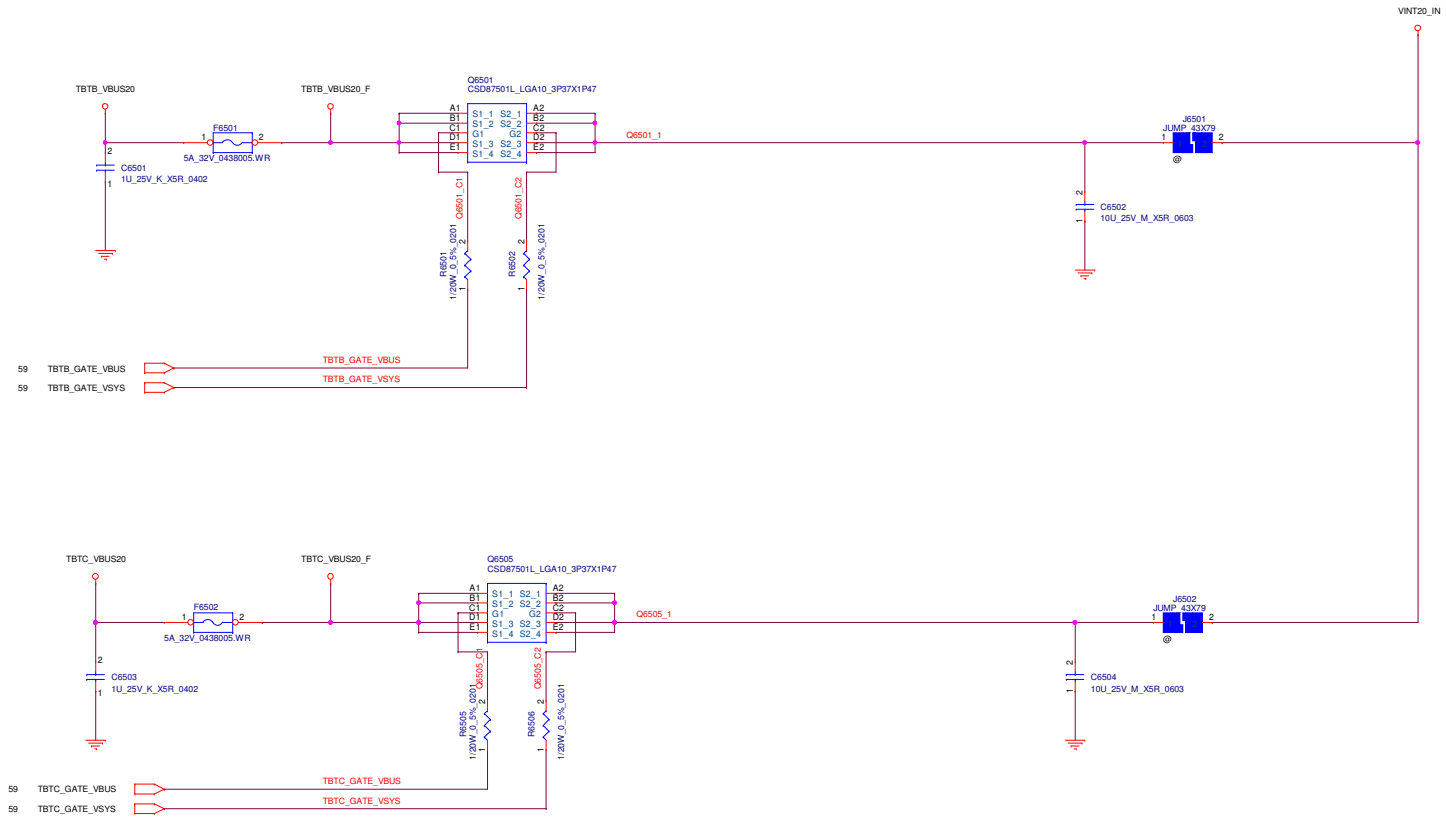 VINT20_IN
TBTB_VBUS20
TBTB_VBUS20_F
Q6501
CSD87501L_LGA10_3P37X1P47
A1 S1_1 S2_1 A2
B1 S1_2 S2_2 B2
C1 G1 G2 C2
D1 S1_3 S2_3 D2
E1 S1_4 S2_4 E2
F6501
1 2
5A_32V_0438005.WR
Q6501_1
J6501
JUMP_43X79
1 2
@
2
C6501
1U_25V_K_X5R_0402
1
Q6501_C1
Q6501_C2
2
C6502
10U_25V_M_X5R_0603
1
2
R6501
1/20W_0_5%_0201
1
2
R6502
1/20W_0_5%_0201
1
59 TBTB_GATE_VBUS TBTB_GATE_VBUS
59 TBTB_GATE_VSYS TBTB_GATE_VSYS
TBTC_VBUS20
TBTC_VBUS20_F
Q6505
CSD87501L_LGA10_3P37X1P47
A1 S1_1 S2_1 A2
B1 S1_2 S2_2 B2
C1 G1 G2 C2
D1 S1_3 S2_3 D2
E1 S1_4 S2_4 E2
F6502
1 2
5A_32V_0438005.WR
Q6505_1
J6502
JUMP_43X79
1 2
@
2
C6503
1U_25V_K_X5R_0402
1
Q6505_C1
Q6505_C2
2
C6504
10U_25V_M_X5R_0603
1
2
R6505
1/20W_0_5%_0201
1
2
R6506
1/20W_0_5%_0201
1
59 TBTC_GATE_VBUS TBTC_GATE_VBUS
59 TBTC_GATE_VSYS TBTC_GATE_VSYS